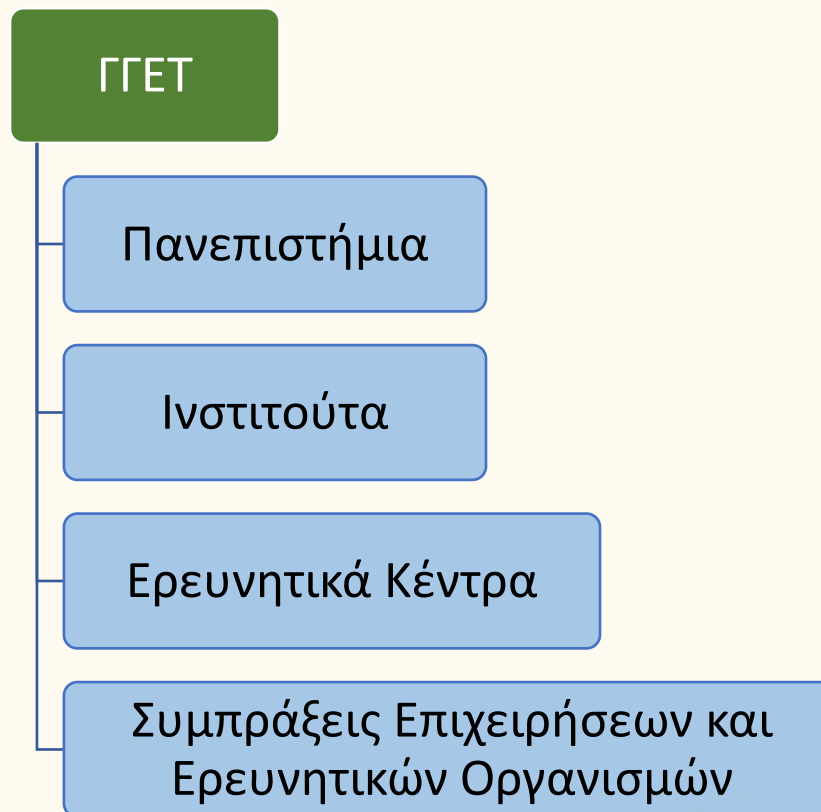 ΓΓΕΤ
Πανεπιστήμια
Ινστιτούτα
Ερευνητικά Κέντρα
Συμπράξεις Επιχειρήσεων και
Ερευνητικών Οργανισμών